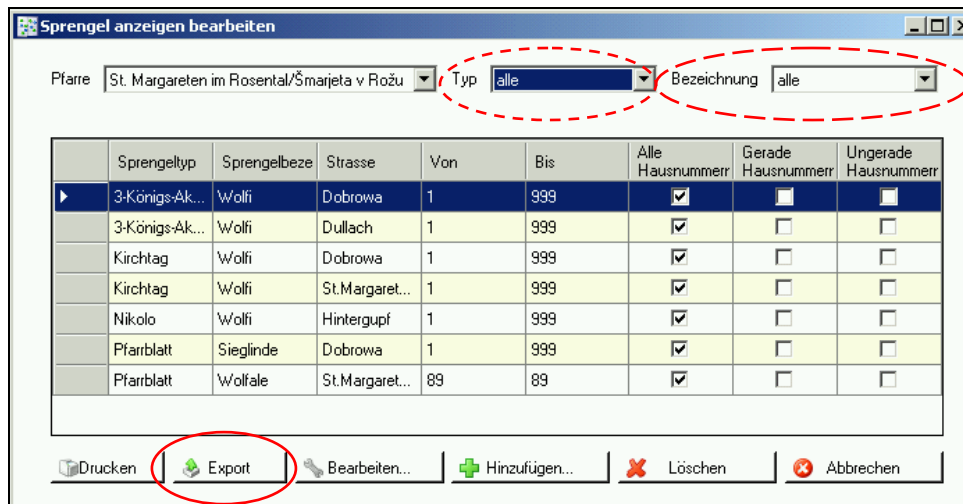 Sprengel anzeigen bearbeiten
Pfarre St. Margareten im Rosental/Šmarjeta v Rožu Typ alle Bezeichnung alle
Sprengeltyp Sprengelbeze Strasse Von Bis Alle Hausnummerr Gerade Hausnummerr Ungerade Hausnummerr
3-Königs-Ak... Wolfi Dobrowa 1 999
3-Königs-Ak... Wolfi Dullach 1 999
Kirchtag Wolfi Dobrowa 1 999
Kirchtag Wolfi St.Margaret... 1 999
Nikolo Wolfi Hintergupf 1 999
Pfarrblatt Sieglinde Dobrowa 1 999
Pfarrblatt Wolfale St.Margaret... 89 89
Drucken Export Bearbeiten... Hinzufügen... Löschen Abbrechen